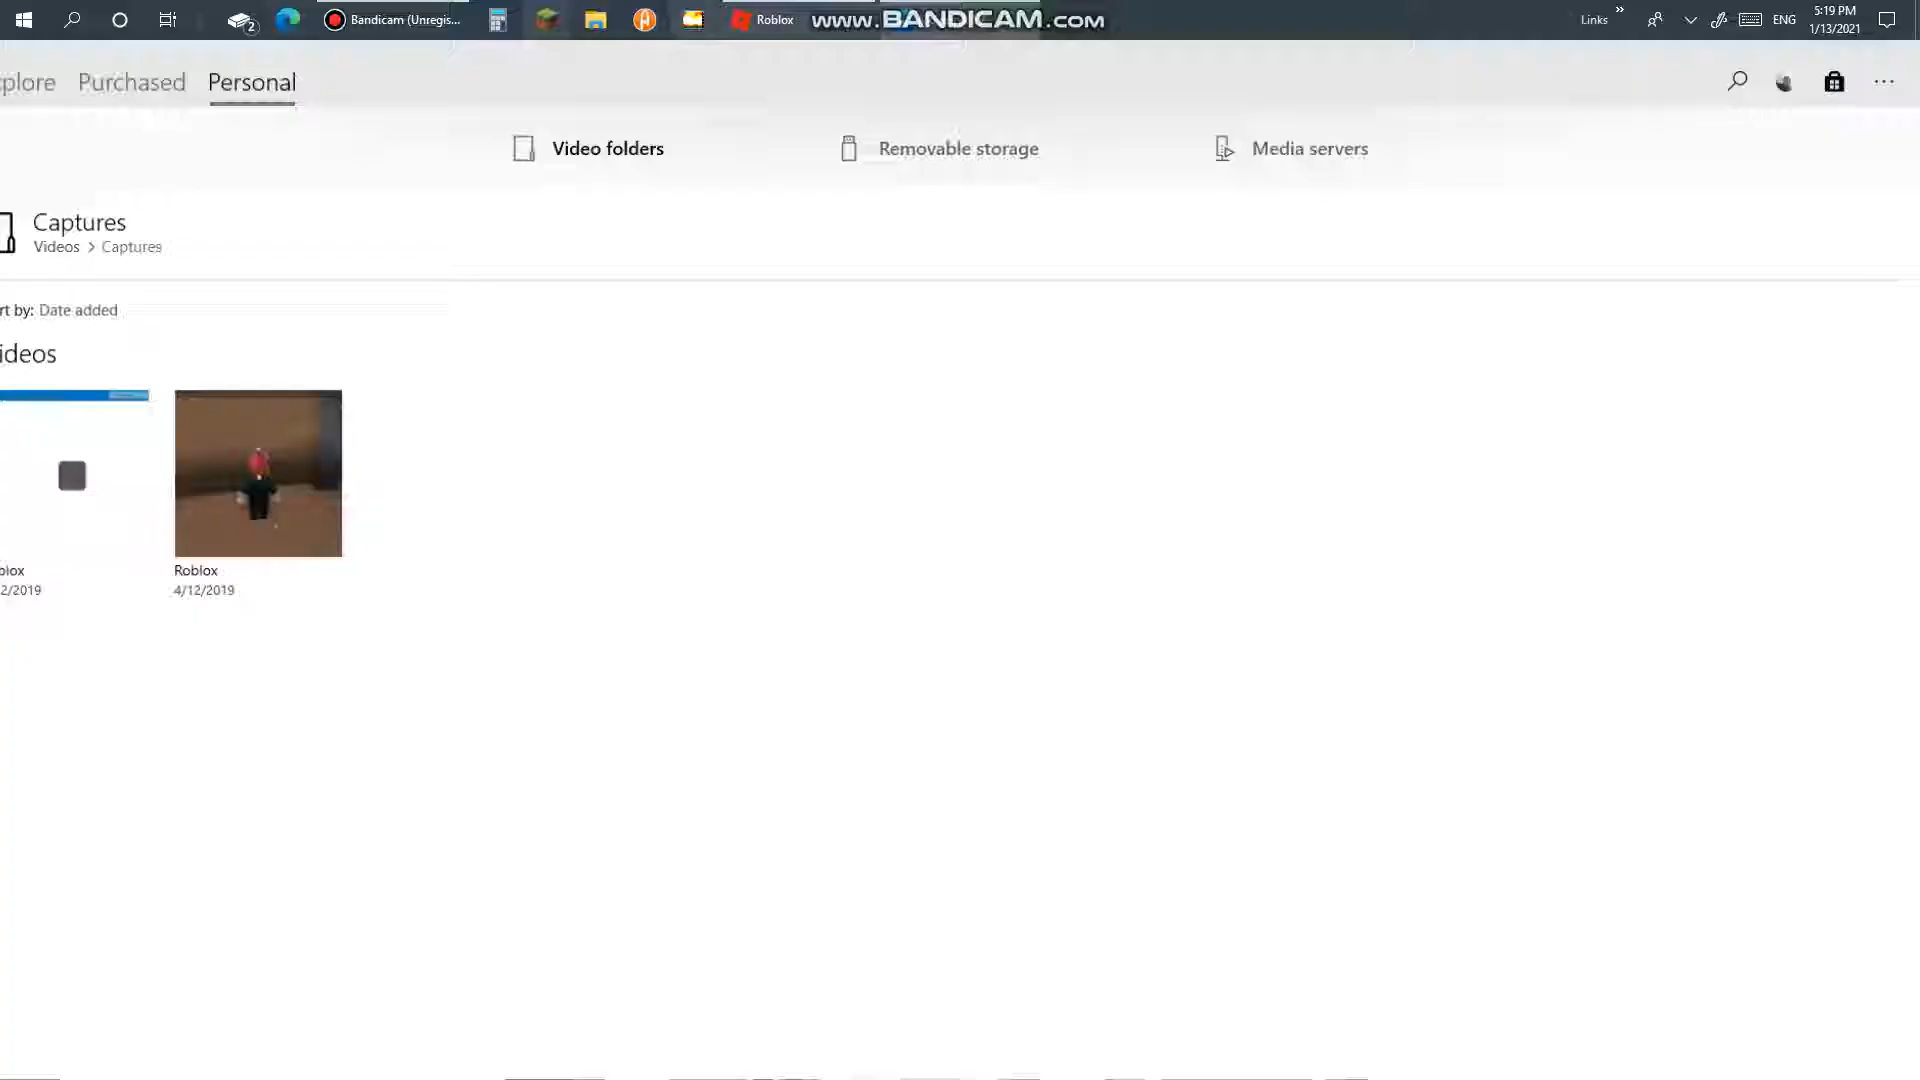 Bandicam (Unregis...
Roblox
www.BANDICAM.com
Links
ENG
5:19 PM
1/13/2021
2
plore
Purchased
Personal
Video folders
Removable storage
Media servers
Captures
Videos > Captures
rt by: Date added
ideos
blox
2/2019
Roblox
4/12/2019